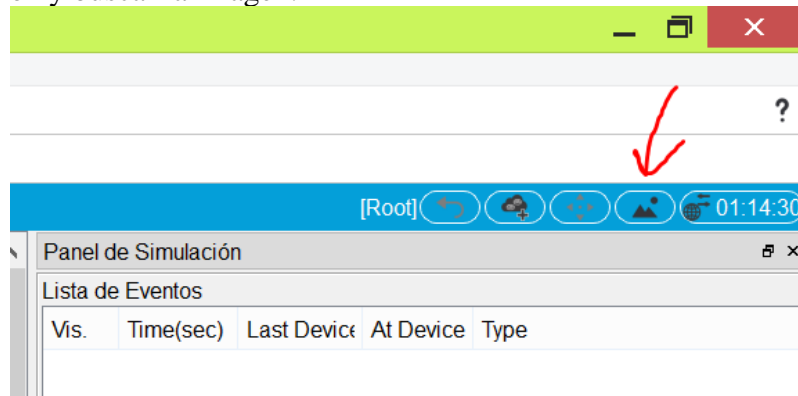 ?
[Root] 01:14:30
Panel de Simulación
Lista de Eventos
Vis. Time(sec) Last Device At Device Type